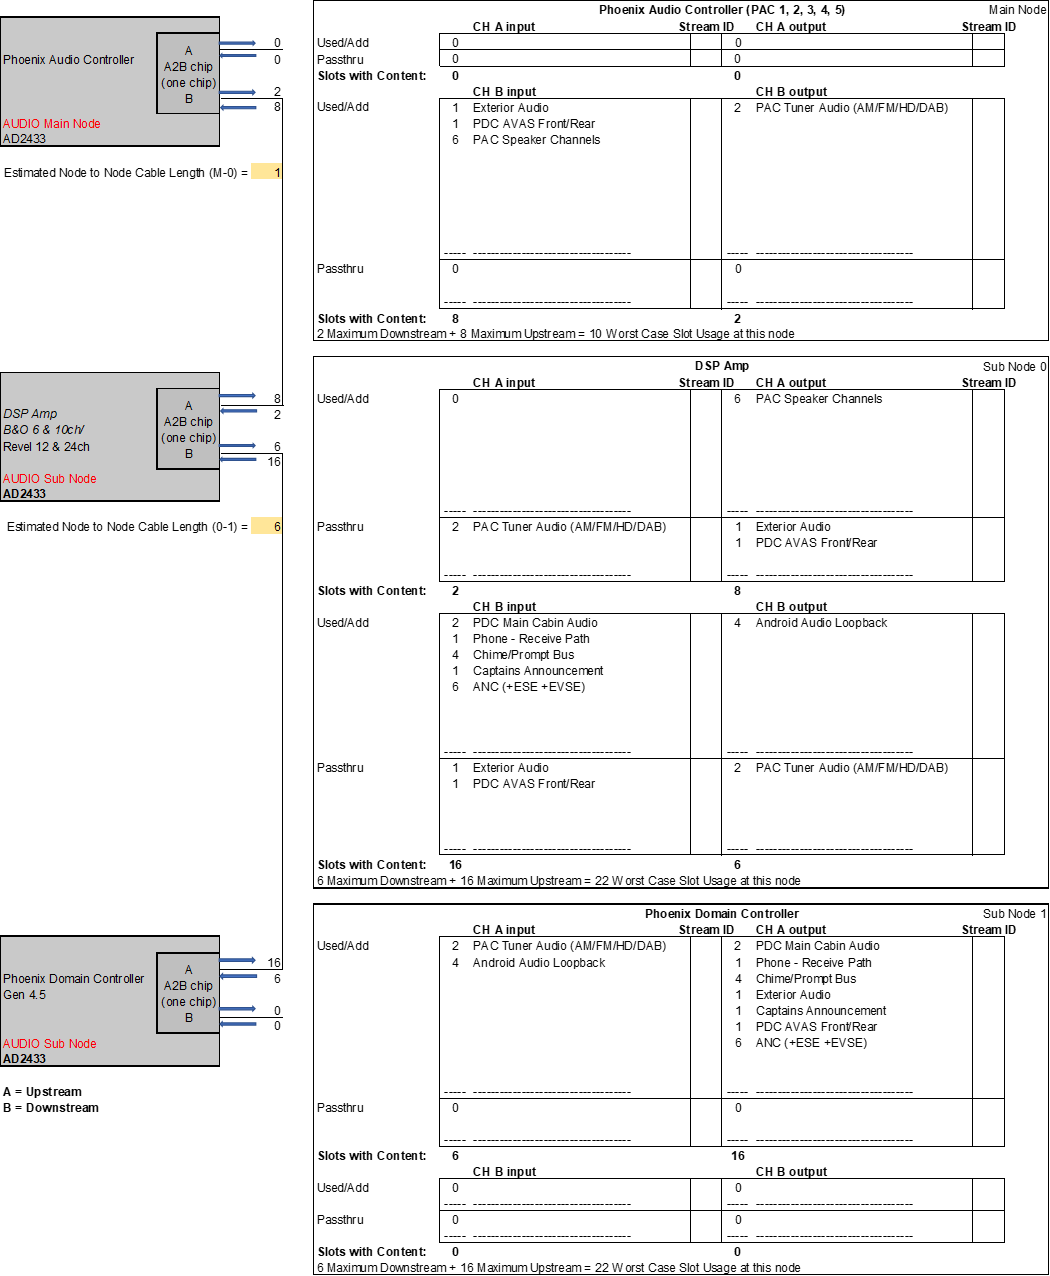 Phoenix Audio Controller (PAC 1, 2, 3, 4, 5) Main Node
CH A input Stream ID CH A output Stream ID
Used/Add 0 0
Passthru 0 0
Slots with Content: 0 0
CH B input CH B output
Used/Add 1 Exterior Audio 2 PAC Tuner Audio (AM/FM/HD/DAB)
1 PDC AVAS Front/Rear
6 PAC Speaker Channels
----- ----------------------------------- ----- -----------------------------------
Passthru 0 0
----- ----------------------------------- ----- -----------------------------------
Slots with Content: 8 2
2 Maximum Downstream + 8 Maximum Upstream = 10 Worst Case Slot Usage at this node
Phoenix Audio Controller
A
A2B chip
(one chip)
B
0
0
2
8
AUDIO Main Node
AD2433
Estimated Node to Node Cable Length (M-0) = 1
DSP Amp Sub Node 0
CH A input Stream ID CH A output Stream ID
Used/Add 0 6 PAC Speaker Channels
----- ----------------------------------- ----- -----------------------------------
Passthru 2 PAC Tuner Audio (AM/FM/HD/DAB) 1 Exterior Audio
1 PDC AVAS Front/Rear
----- ----------------------------------- ----- -----------------------------------
Slots with Content: 2 8
CH B input CH B output
Used/Add 2 PDC Main Cabin Audio 4 Android Audio Loopback
1 Phone - Receive Path
4 Chime/Prompt Bus
1 Captains Announcement
6 ANC (+ESE +EVSE)
----- ----------------------------------- ----- -----------------------------------
Passthru 1 Exterior Audio 2 PAC Tuner Audio (AM/FM/HD/DAB)
1 PDC AVAS Front/Rear
----- ----------------------------------- ----- -----------------------------------
Slots with Content: 16 6
6 Maximum Downstream + 16 Maximum Upstream = 22 Worst Case Slot Usage at this node
DSP Amp
B&O 6 & 10ch/
Revel 12 & 24ch
A
A2B chip
(one chip)
B
8
2
6
16
AUDIO Sub Node
AD2433
Estimated Node to Node Cable Length (0-1) = 6
Phoenix Domain Controller Sub Node 1
CH A input Stream ID CH A output Stream ID
Used/Add 2 PAC Tuner Audio (AM/FM/HD/DAB) 2 PDC Main Cabin Audio
4 Android Audio Loopback 1 Phone - Receive Path
4 Chime/Prompt Bus
1 Exterior Audio
1 Captains Announcement
1 PDC AVAS Front/Rear
6 ANC (+ESE +EVSE)
----- ----------------------------------- ----- -----------------------------------
Passthru 0 0
----- ----------------------------------- ----- -----------------------------------
Slots with Content: 6 16
CH B input CH B output
Used/Add 0 0
----- ----------------------------------- ----- -----------------------------------
Passthru 0 0
----- ----------------------------------- ----- -----------------------------------
Slots with Content: 0 0
6 Maximum Downstream + 16 Maximum Upstream = 22 Worst Case Slot Usage at this node
Phoenix Domain Controller
Gen 4.5
A
A2B chip
(one chip)
B
16
6
0
0
AUDIO Sub Node
AD2433
A = Upstream
B = Downstream